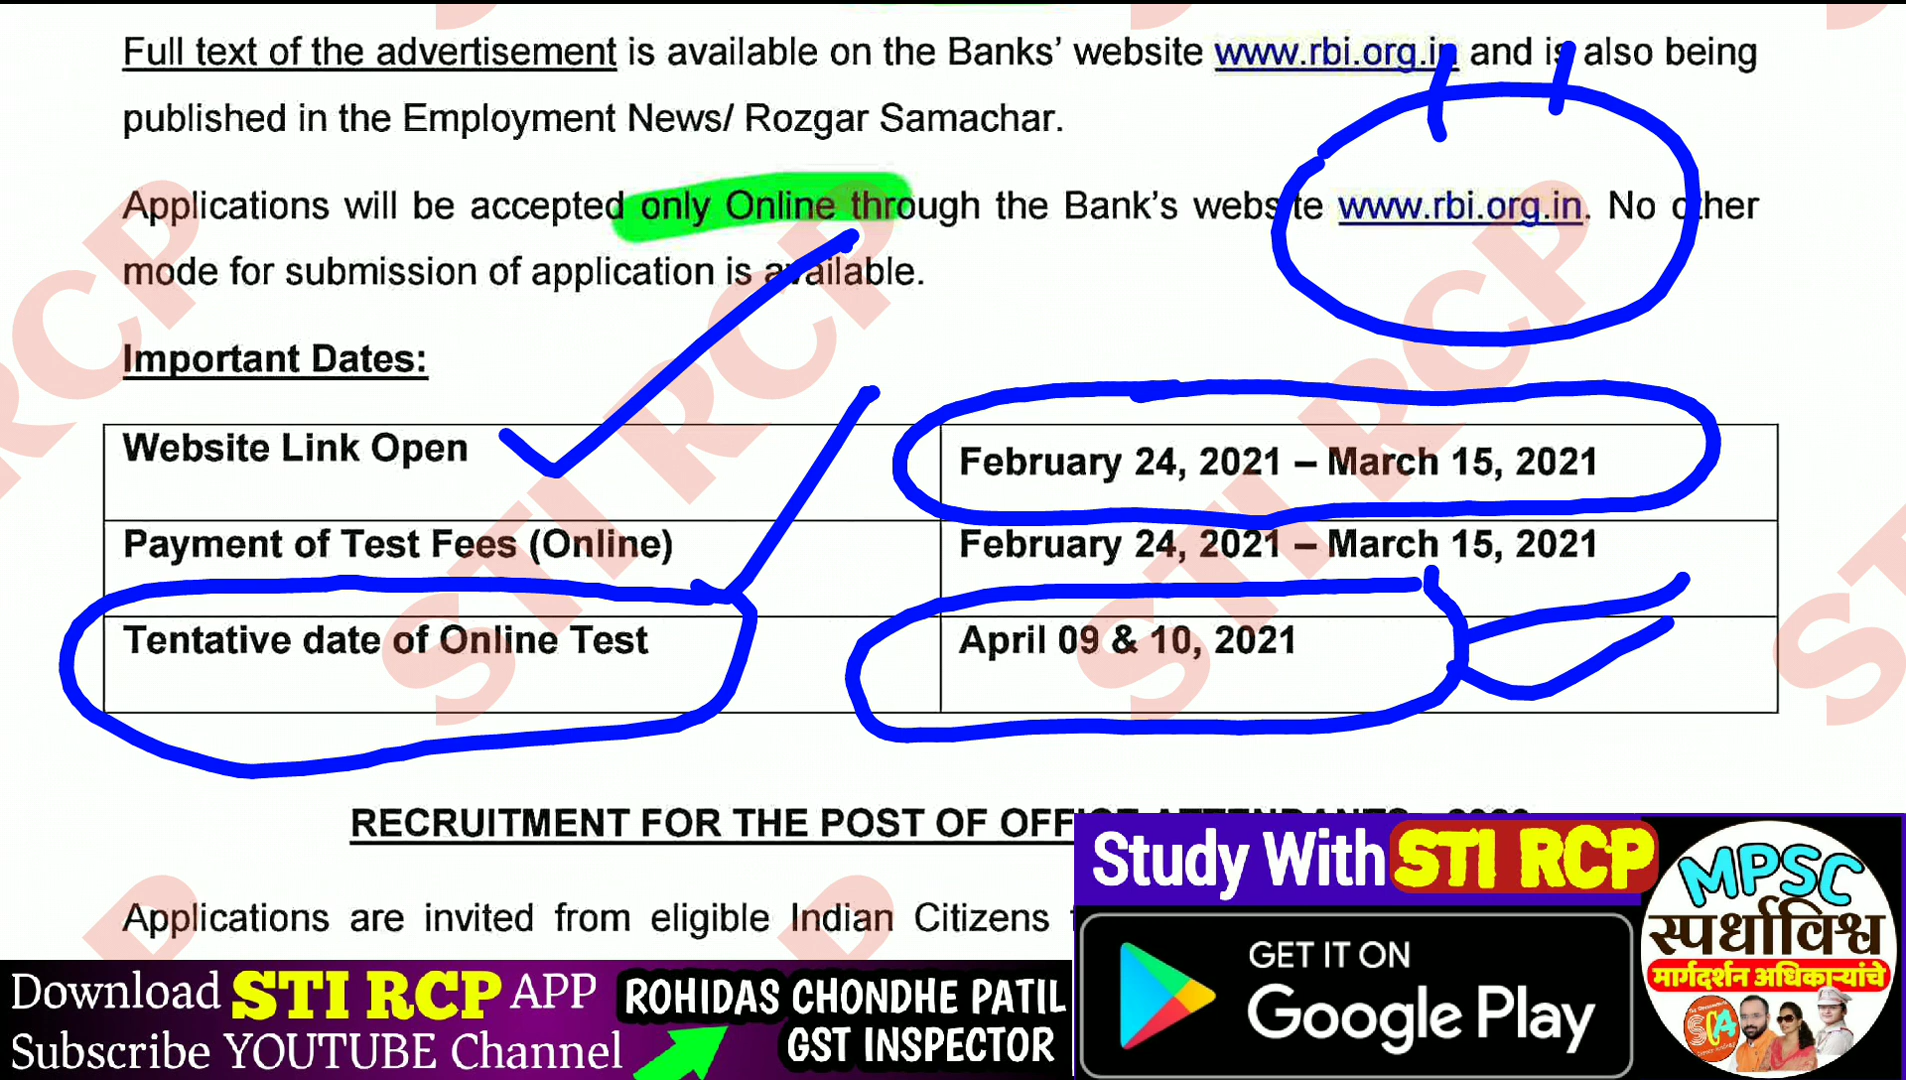 Full text of the advertisement is available on the Banks’ website www.rbi.org.in and is also being
published in the Employment News/ Rozgar Samachar.
Applications will be accepted only Online through the Bank’s website www.rbi.org.in. No other
mode for submission of application is available.
Important Dates:
Website Link Open
February 24, 2021 – March 15, 2021
Payment of Test Fees (Online)
February 24, 2021 – March 15, 2021
Tentative date of Online Test
April 09 & 10, 2021
RECRUITMENT FOR THE POST OF
Applications are invited from eligible Indian Citizens
Study With STI RCP
GET IT ON
Google Play
MPSC
स्पर्धाविश्व
मार्गदर्शन अधिकाऱ्यांचे
SCA
Download STI RCP APP
Subscribe YOUTUBE Channel
ROHIDAS CHONDHE PATIL
GST INSPECTOR
STI RCP